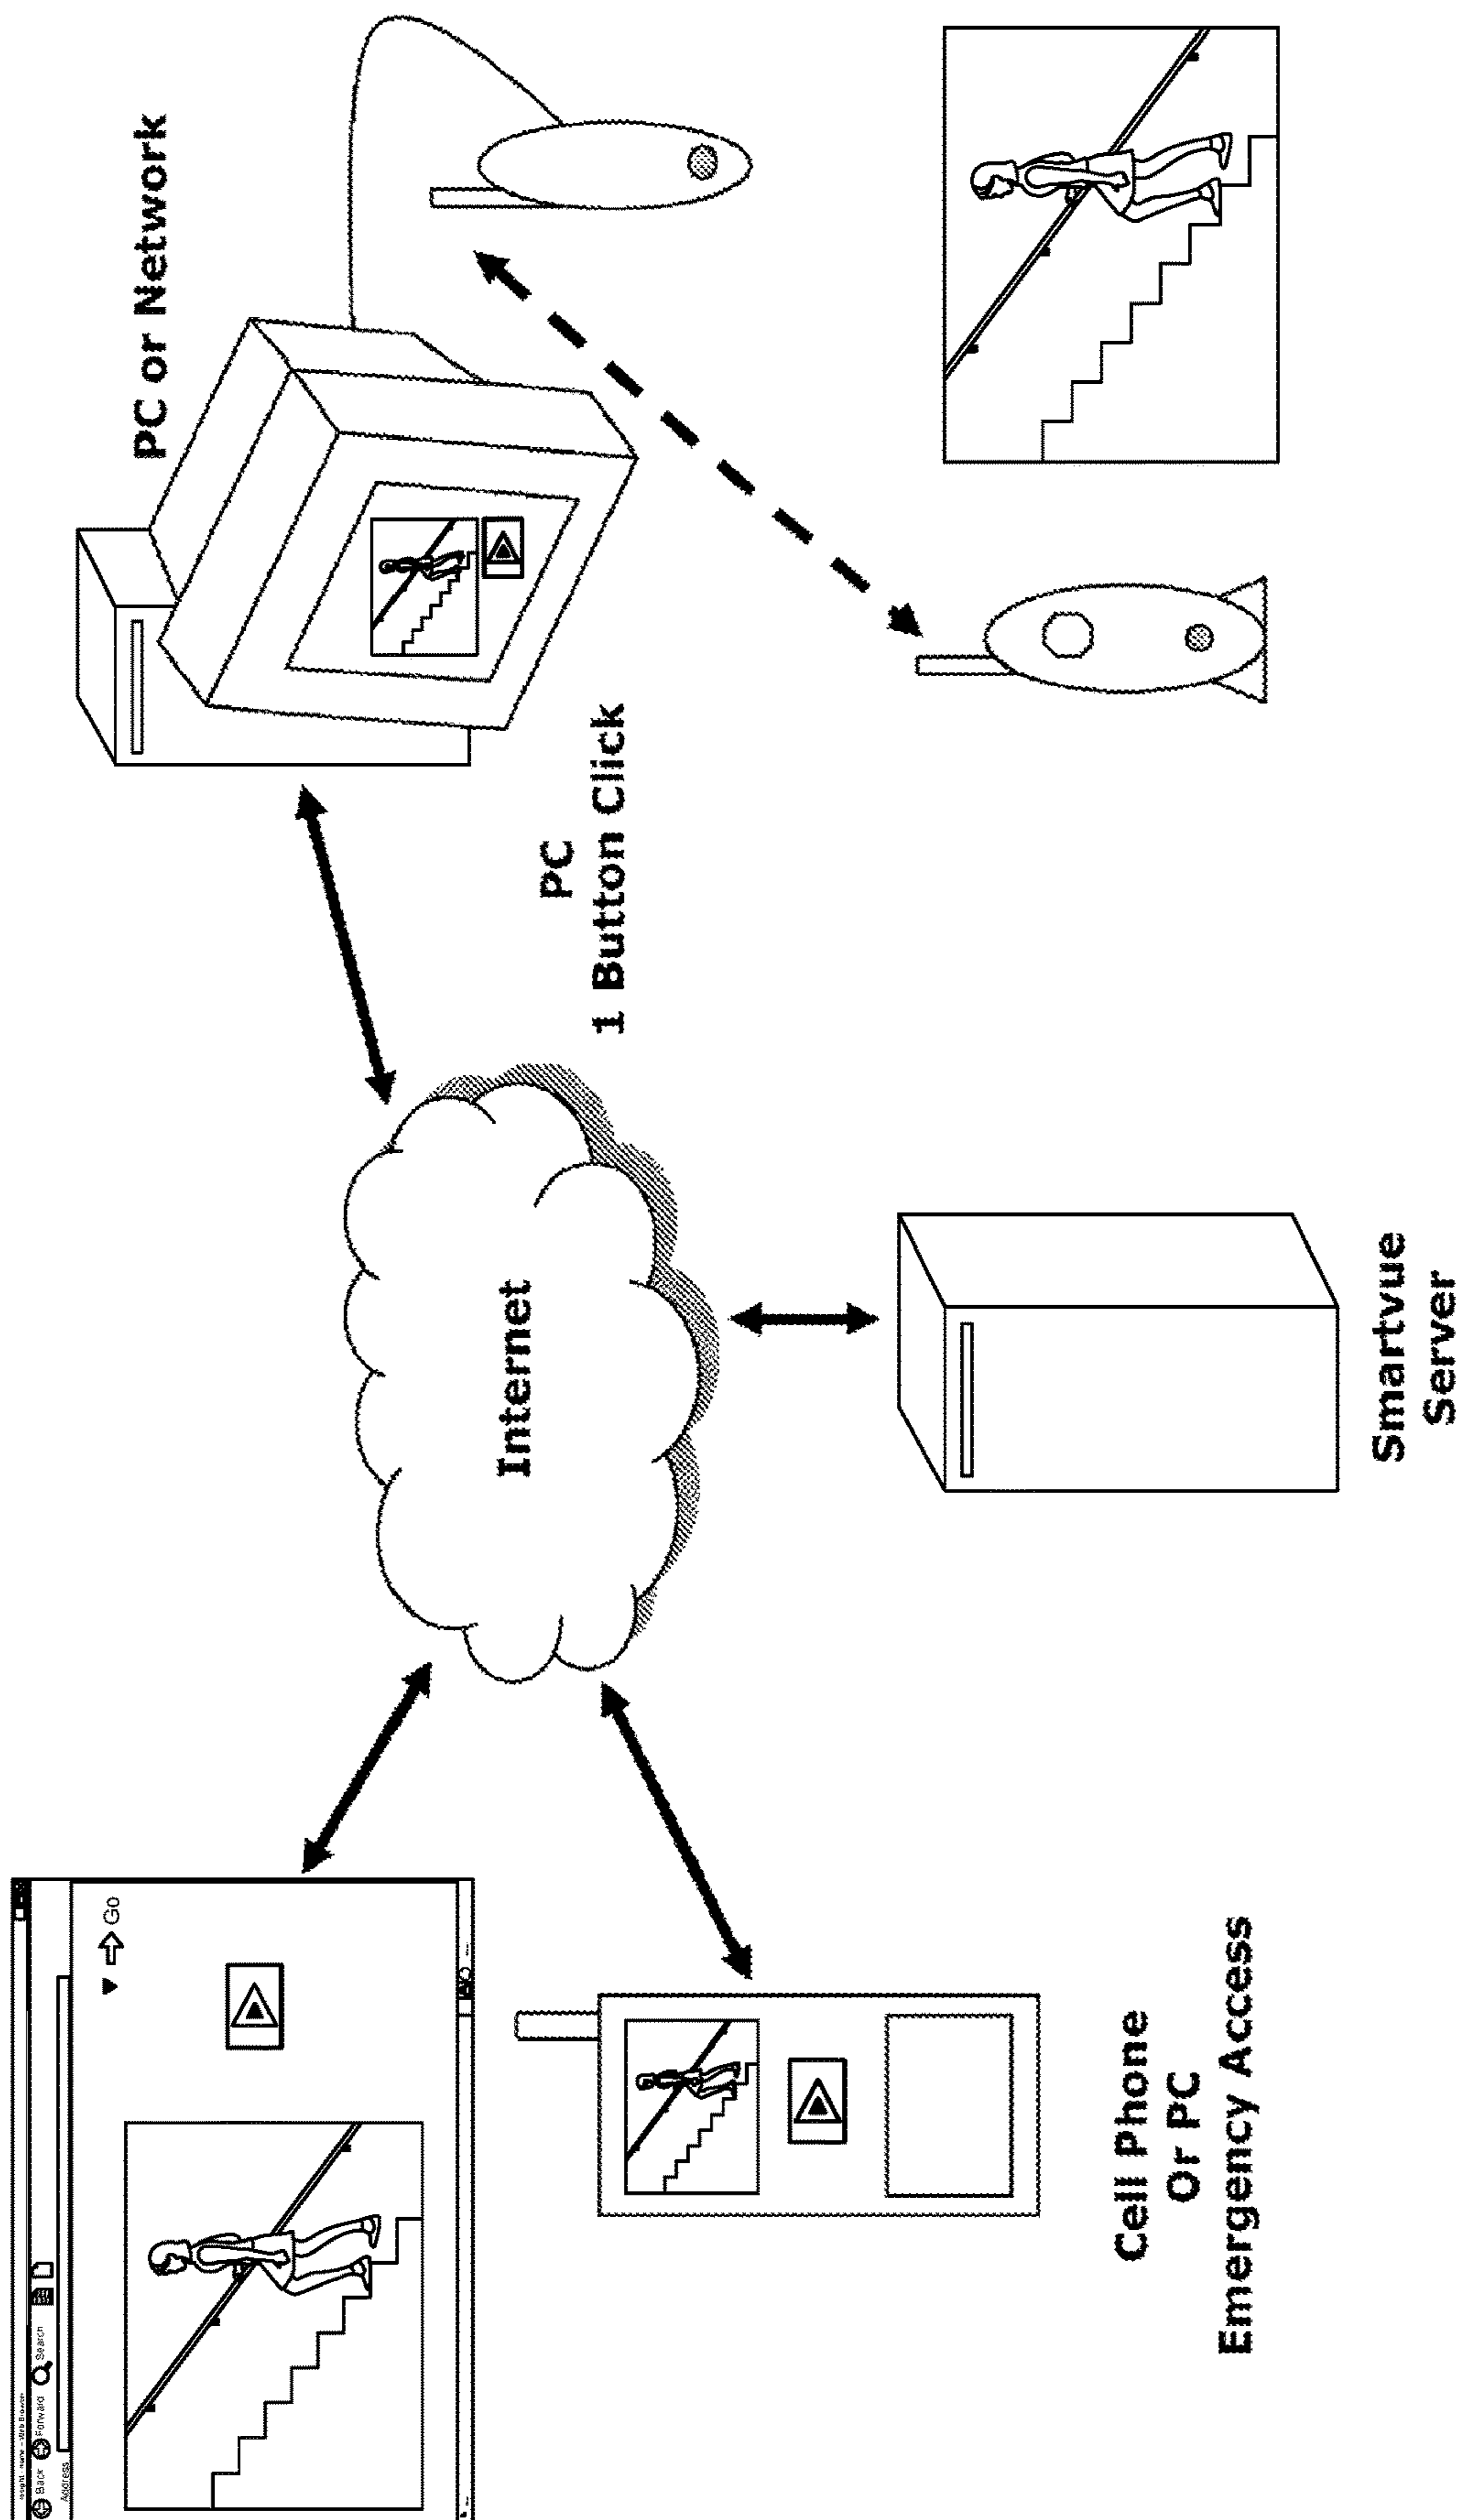 Back
Forward
Search
Address
Go
Internet
PC or Network
PC
1 Button Click
Cell Phone
Or PC
Emergency Access
Smartvue
Server